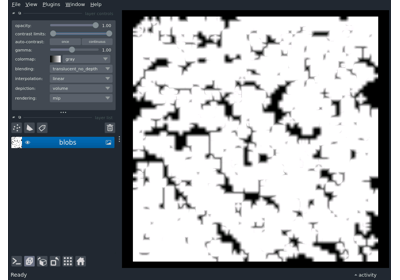 File View Plugins Window Help
opacity: 1.00
contrast limits:
auto-contrast: once continuous
gamma: 1.00
colormap: gray
blending: translucent_no_depth
interpolation: linear
depiction: volume
rendering: mip
blobs
Ready
activity